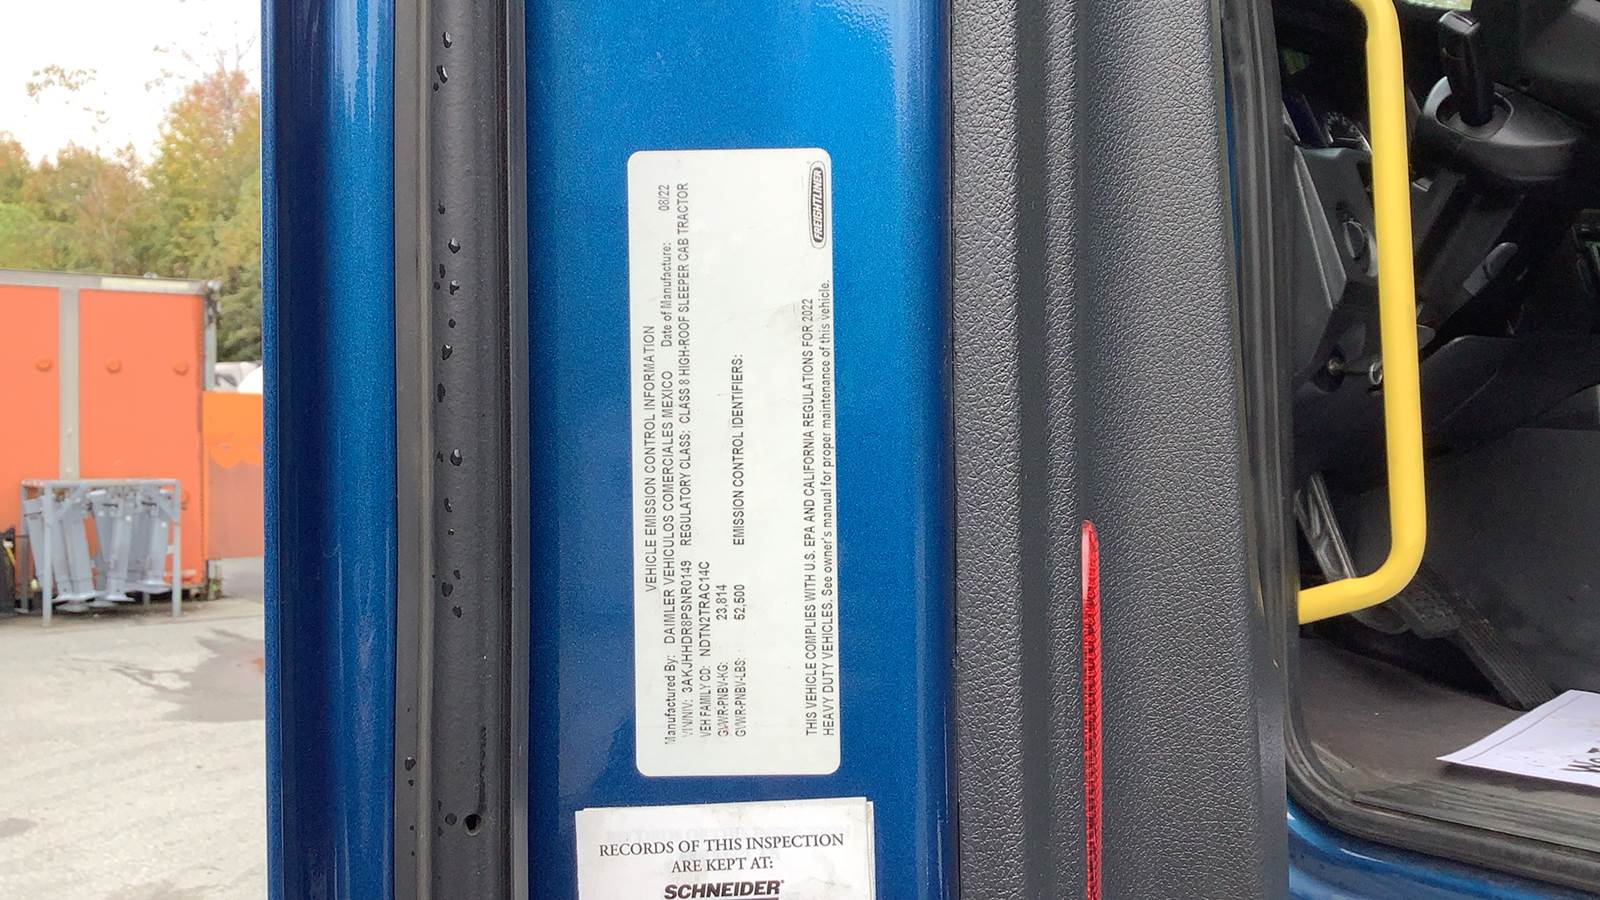 VEHICLE EMISSION CONTROL INFORMATION
Manufactured By: DAIMLER VEHICULOS COMERCIALES MEXICO Date of Manufacture: 08/22
VIN/NIV: 3AKJHHDR8PSNR0149 REGULATORY CLASS: CLASS 8 HIGH-ROOF SLEEPER CAB TRACTOR
VEH FAMILY CD: NDTN2TRAC14C
GVWR-PNBV-KG: 23,814
GVWR-PNBV-LBS: 52,500 EMISSION CONTROL IDENTIFIERS:
THIS VEHICLE COMPLIES WITH U.S. EPA AND CALIFORNIA REGULATIONS FOR 2022
HEAVY DUTY VEHICLES. See owner's manual for proper maintenance of this vehicle.
FREIGHTLINER
RECORDS OF THIS INSPECTION
ARE KEPT AT:
SCHNEIDER